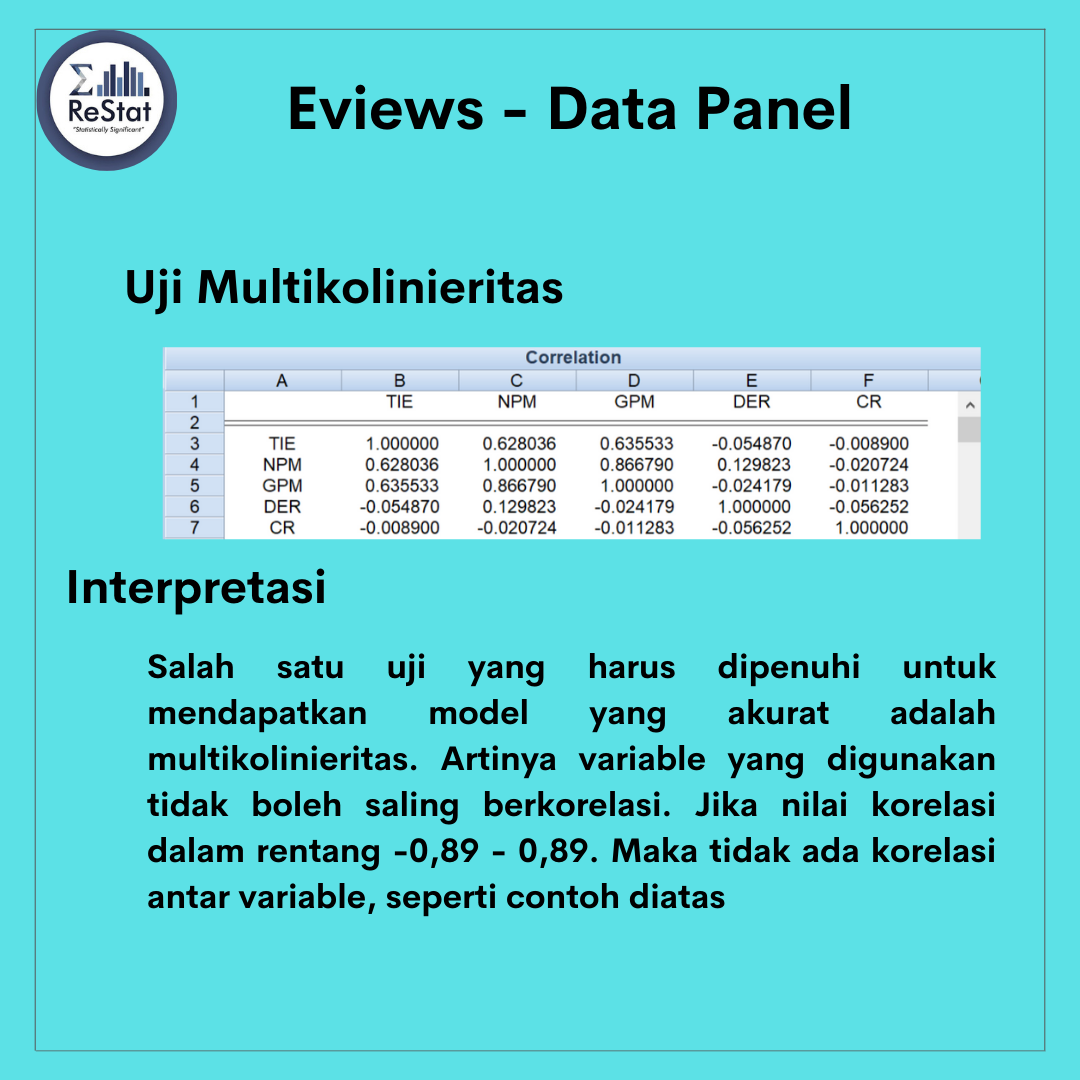 Σ
ReStat
"Statistically Significant"
Eviews - Data Panel
Uji Multikolinieritas
Correlation
A B C D E F
1 TIE NPM GPM DER CR
2
3 TIE 1.000000 0.628036 0.635533 -0.054870 -0.008900
4 NPM 0.628036 1.000000 0.866790 0.129823 -0.020724
5 GPM 0.635533 0.866790 1.000000 -0.024179 -0.011283
6 DER -0.054870 0.129823 -0.024179 1.000000 -0.056252
7 CR -0.008900 -0.020724 -0.011283 -0.056252 1.000000
Interpretasi
Salah satu uji yang harus dipenuhi untuk
mendapatkan model yang akurat adalah
multikolinieritas. Artinya variable yang digunakan
tidak boleh saling berkorelasi. Jika nilai korelasi
dalam rentang -0,89 - 0,89. Maka tidak ada korelasi
antar variable, seperti contoh diatas